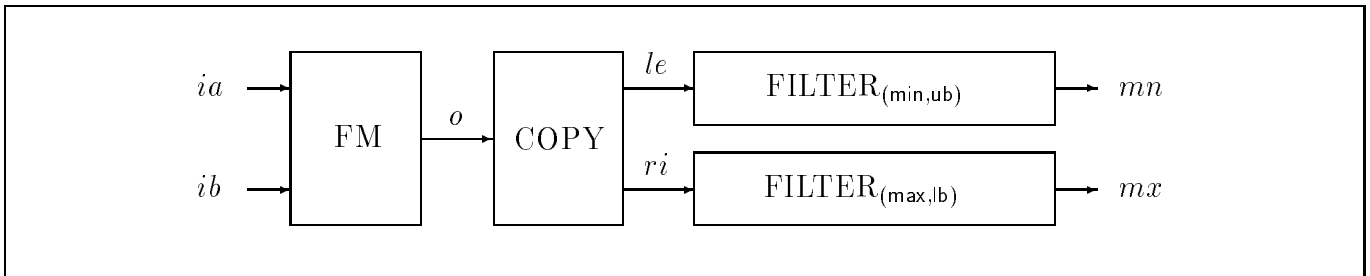 ia
ib
FM
o
COPY
le
ri
FILTER(min,ub)
FILTER(max,lb)
mn
mx